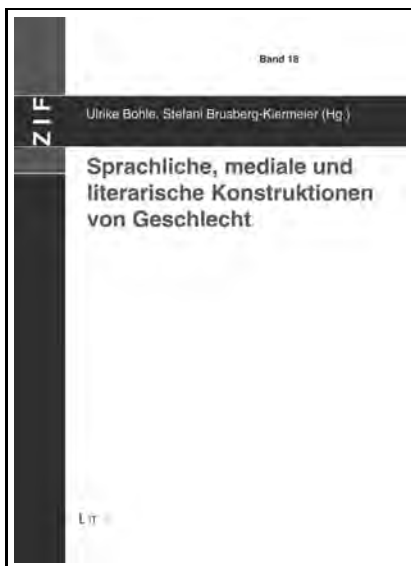 Band 18
ZIF
Ulrike Bohle, Stefani Brusberg-Kiermeier (Hg.)
Sprachliche, mediale und
literarische Konstruktionen
von Geschlecht
LIT